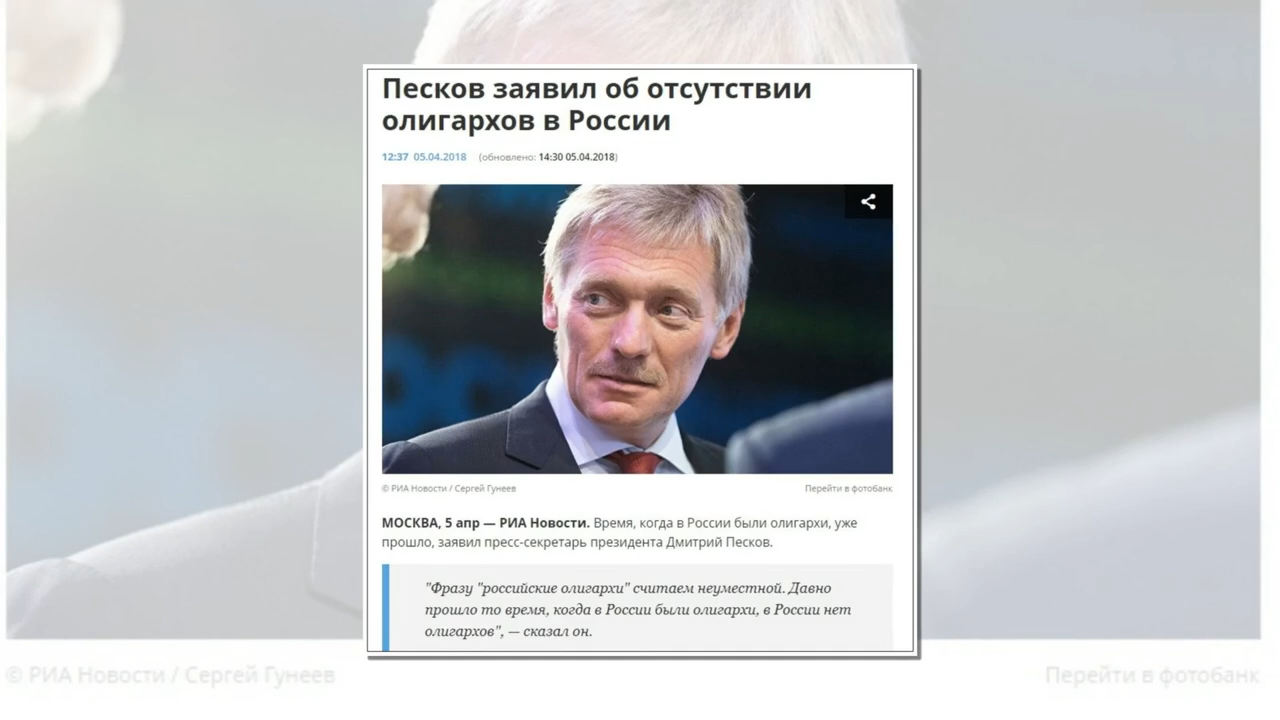 Песков заявил об отсутствии
олигархов в России
12:37 05.04.2018 (обновлено: 14:30 05.04.2018)
© РИА Новости / Сергей Гунеев
Перейти в фотобанк
МОСКВА, 5 апр — РИА Новости. Время, когда в России были олигархи, уже
прошло, заявил пресс-секретарь президента Дмитрий Песков.
"Фразу "российские олигархи" считаем неуместной. Давно
прошло то время, когда в России были олигархи, в России нет
олигархов", — сказал он.
© РИА Новости / Сергей Гунеев
Перейти в фотобанк